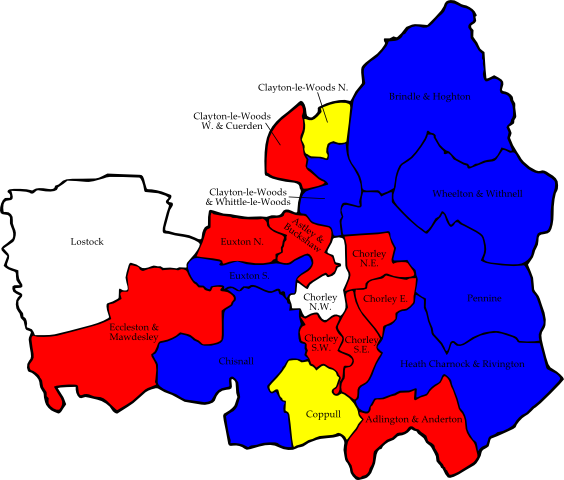 Clayton-le-Woods N.
Brindle & Hoghton
Clayton-le-Woods
W. & Cuerden
Clayton-le-Woods
& Whittle-le-Woods
Wheelton & Withnell
Lostock
Euxton N.
Astley &
Buckshaw
Chorley
N.E.
Euxton S.
Chorley
N.W.
Chorley E.
Pennine
Eccleston &
Mawdesley
Chorley
S.W.
Chorley
S.E.
Chisnall
Heath Charnock & Rivington
Coppull
Adlington & Anderton